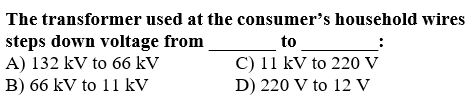 The transformer used at the consumer’s household wires
steps down voltage from _______ to _________:
A) 132 kV to 66 kV C) 11 kV to 220 V
B) 66 kV to 11 kV D) 220 V to 12 V